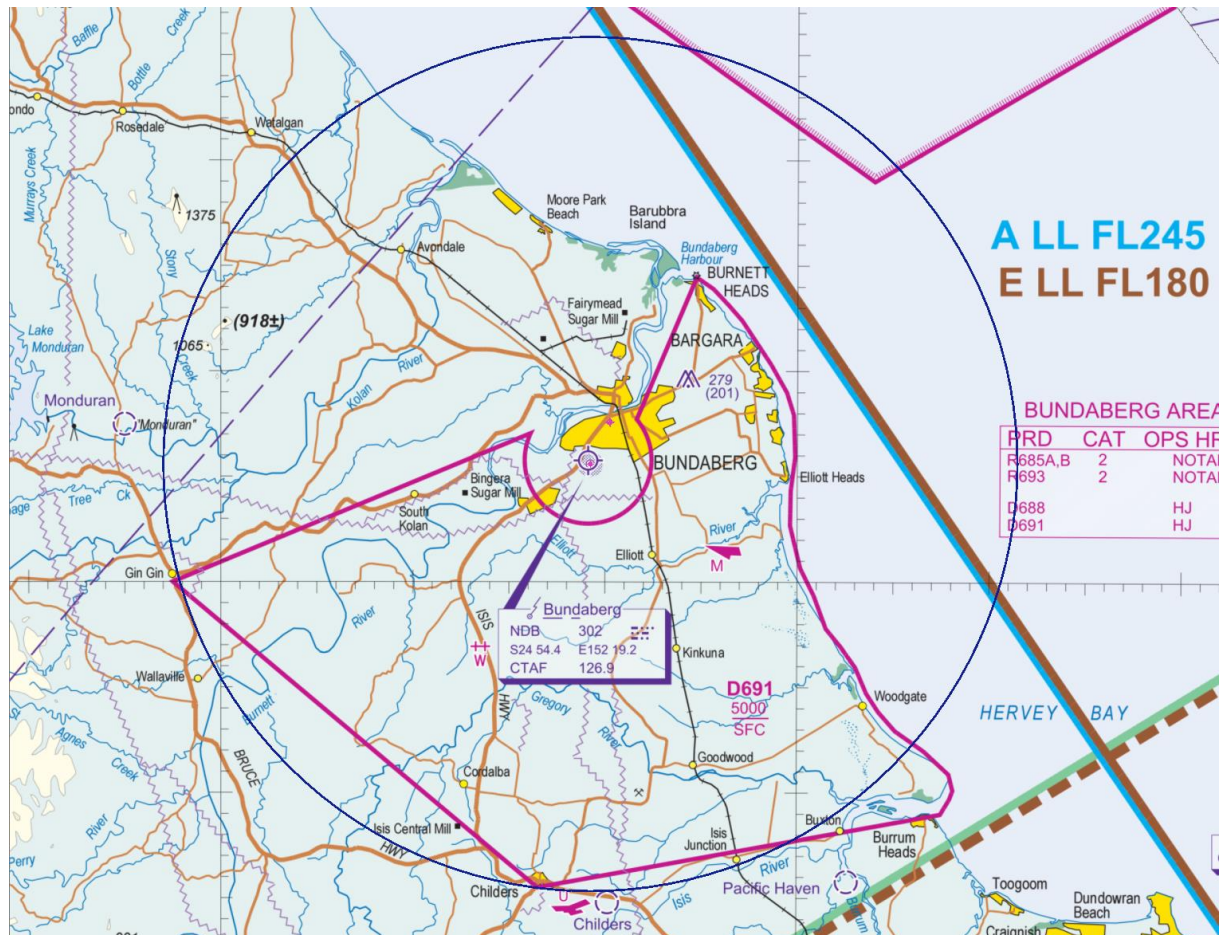 Creek
Baffle
Bottle
Creek
ondo
Rosedale
Watalgan
Murrays Creek
1375
Moore Park
Beach
Barubbra
Island
Stony
Creek
Avondale
Bundaberg
Harbour
BURNETT
HEADS
A LL FL245
E LL FL180
(918±)
Fairymead
Sugar Mill
Lake
Monduran
1065
BARGARA
Kolan
River
279
(201)
Monduran
"Monduran"
BUNDABERG AREA
PRD CAT OPS HR
R685A,B 2 NOTA
R693 2 NOTA
D688 HJ
D691 HJ
BUNDABERG
Tree Ck
Bingera
Sugar Mill
Elliott Heads
South
Kolan
River
Elliott
Elliott
M
Gin Gin
River
ISIS
Bundaberg
NDB 302
S24 54.4 E152 19.2
CTAF 126.9
W
Kinkuna
Wallaville
Burnett
HWY
Gregory
River
D691
5000
SFC
Woodgate
HERVEY BAY
Agnes
Creek
BRUCE
Cordalba
Goodwood
River
Isis Central Mill
HWY
Isis
Junction
Buxton
Burrum
Heads
Perry
River
Childers
U
Isis
Pacific Haven
Toogoom
Dundowran
Beach
Childers
Craignish